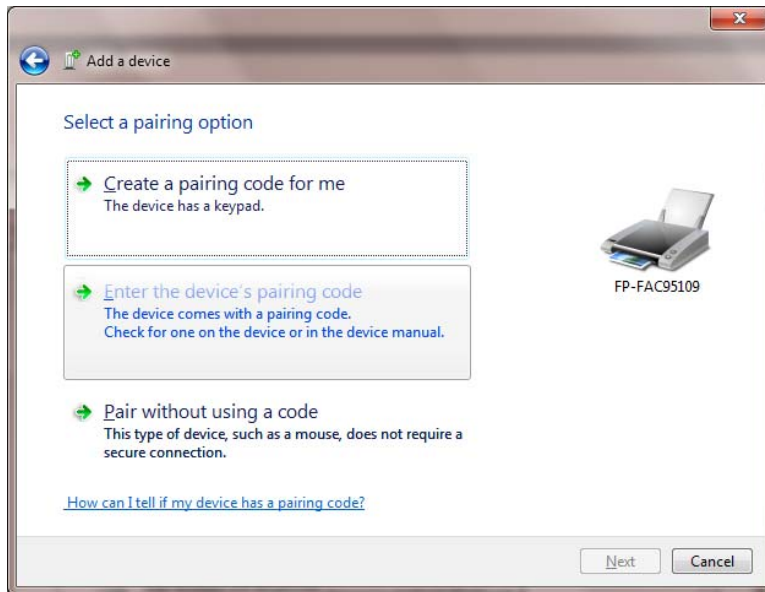 Add a device
Select a pairing option
Create a pairing code for me
The device has a keypad.
Enter the device's pairing code
The device comes with a pairing code.
Check for one on the device or in the device manual.
Pair without using a code
This type of device, such as a mouse, does not require a
secure connection.
How can I tell if my device has a pairing code?
FP-FAC95109
Next
Cancel